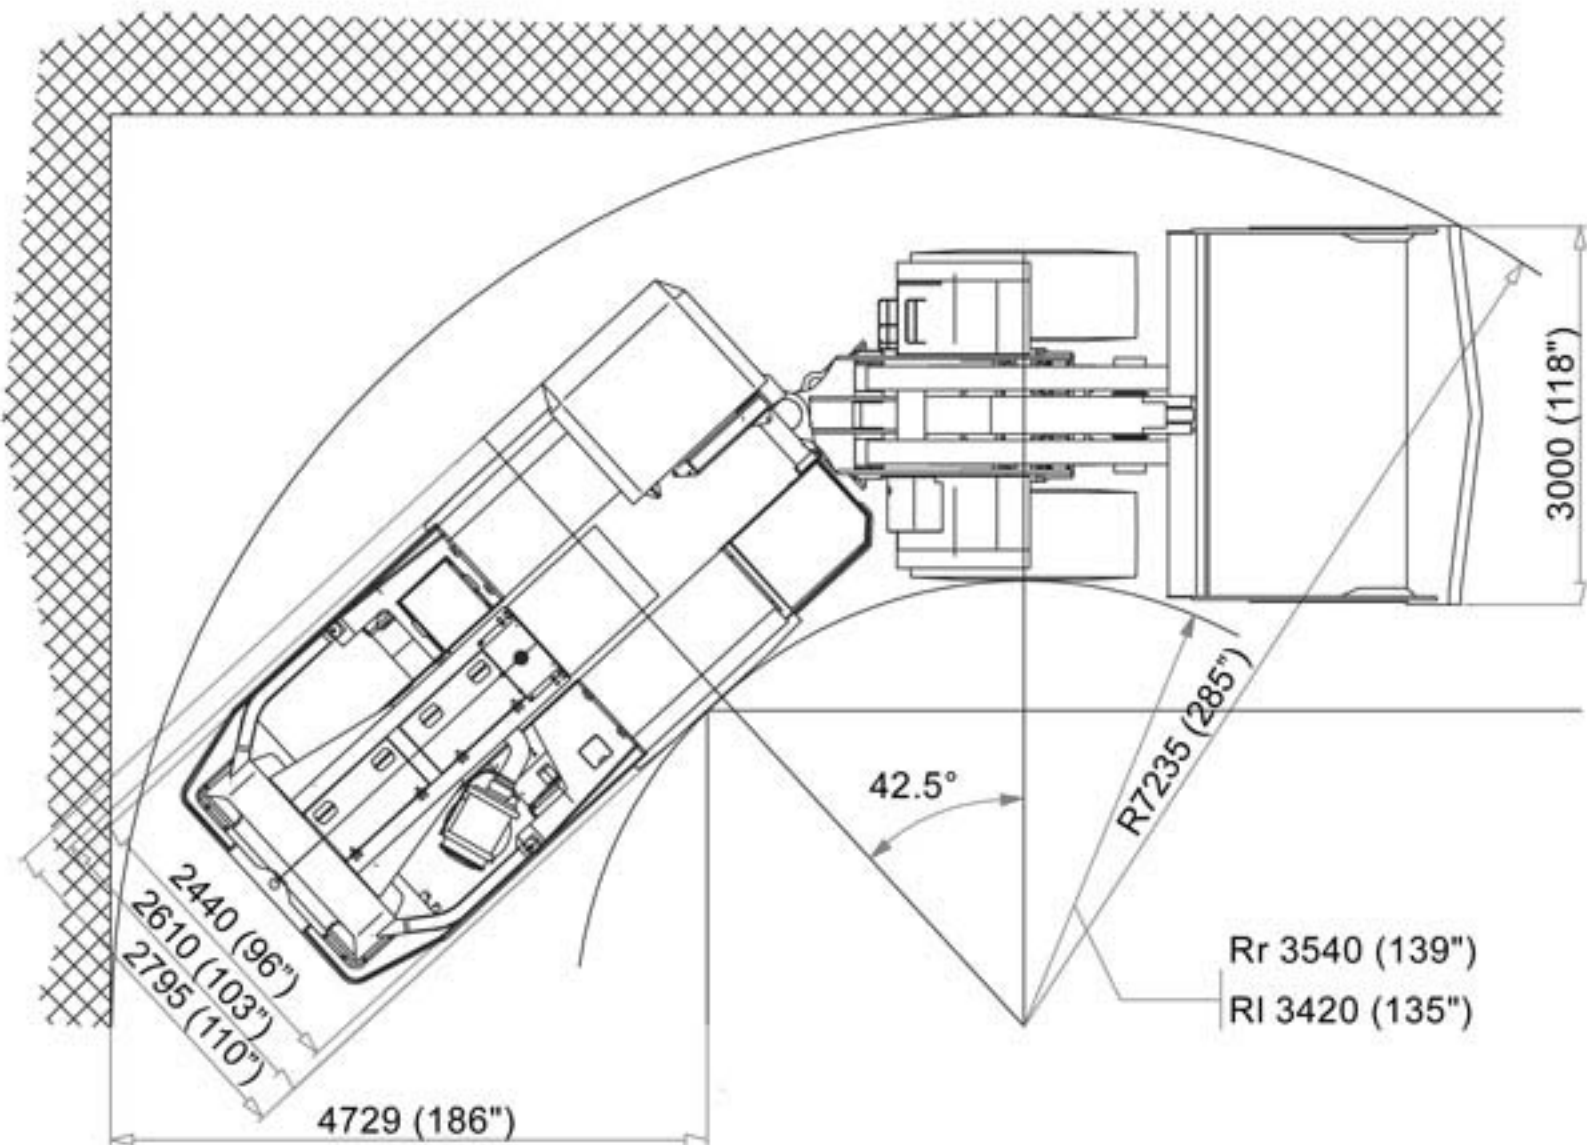 3000 (118")
42.5°
R7235 (285")
2440 (96")
2610 (103")
2795 (110")
Rr 3540 (139")
Rl 3420 (135")
4729 (186")